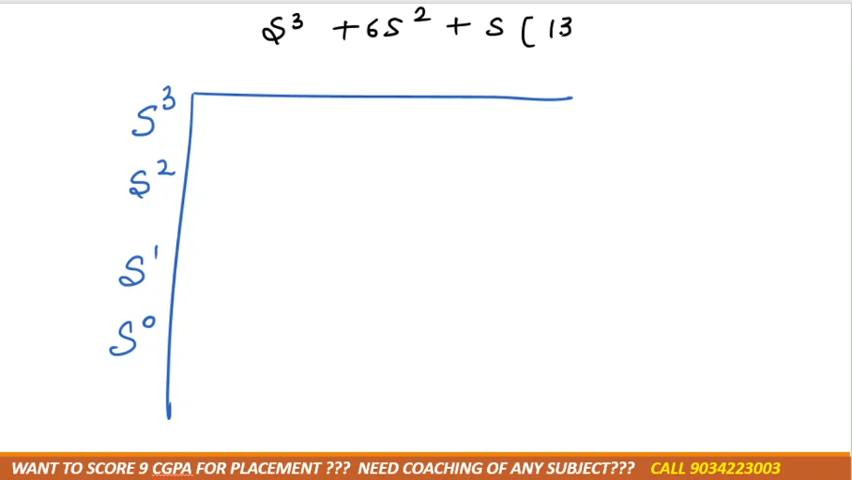 S³ + 6S² + S [ 13
S³
S²
S¹
S⁰
WANT TO SCORE 9 CGPA FOR PLACEMENT ??? NEED COACHING OF ANY SUBJECT??? CALL 9034223003